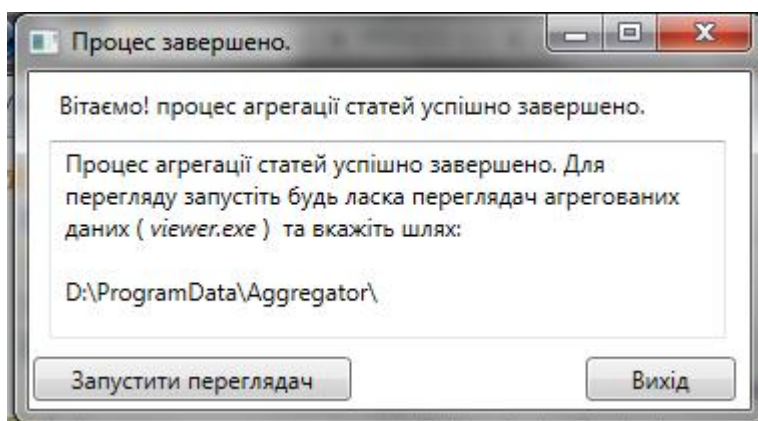 Процес завершено.
Вітаємо! процес агрегації статей успішно завершено.
Процес агрегації статей успішно завершено. Для
перегляду запустіть будь ласка переглядач агрегованих
даних ( viewer.exe ) та вкажіть шлях:
D:\ProgramData\Aggregator\
Запустити переглядач
Вихід